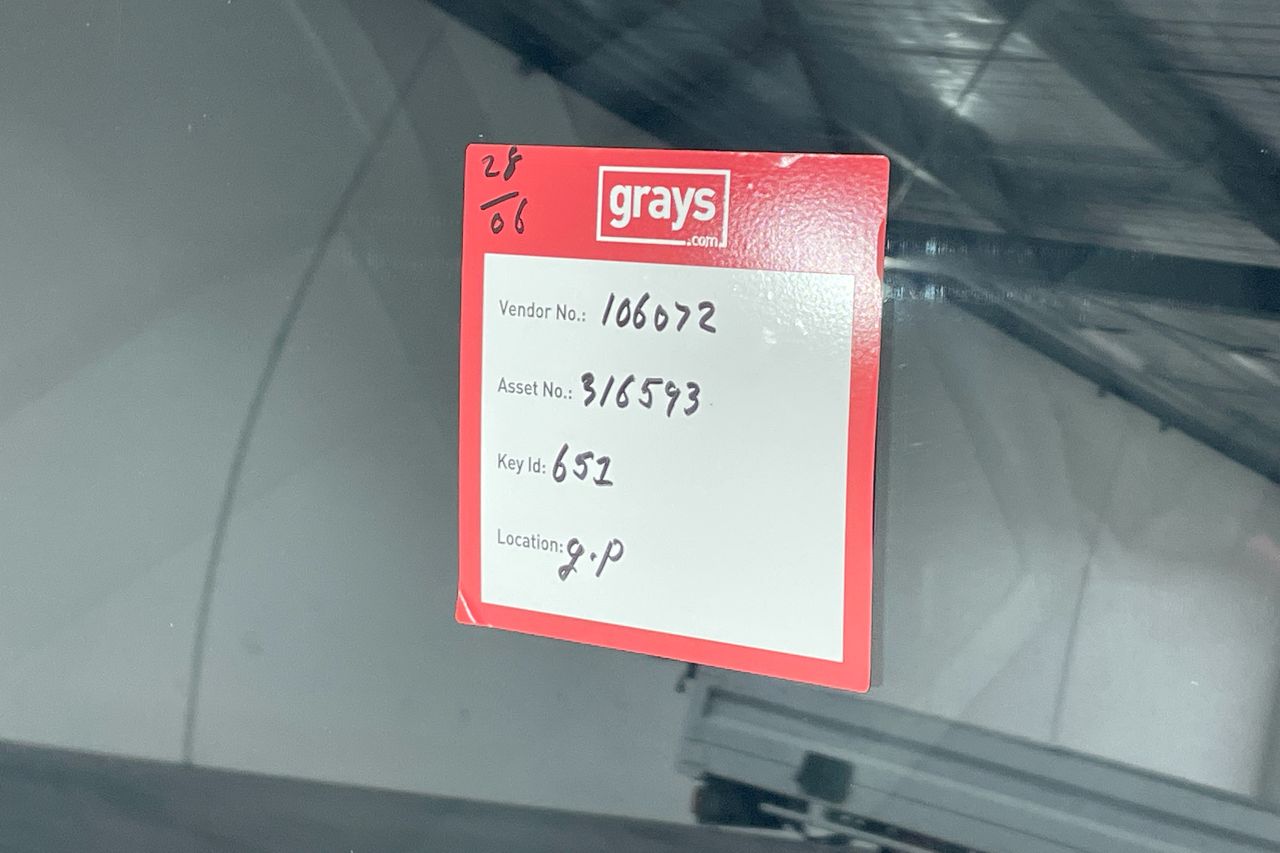 28
06
grays
.com
Vendor No.: 106072
Asset No.: 316593
Key Id: 651
Location: g.p